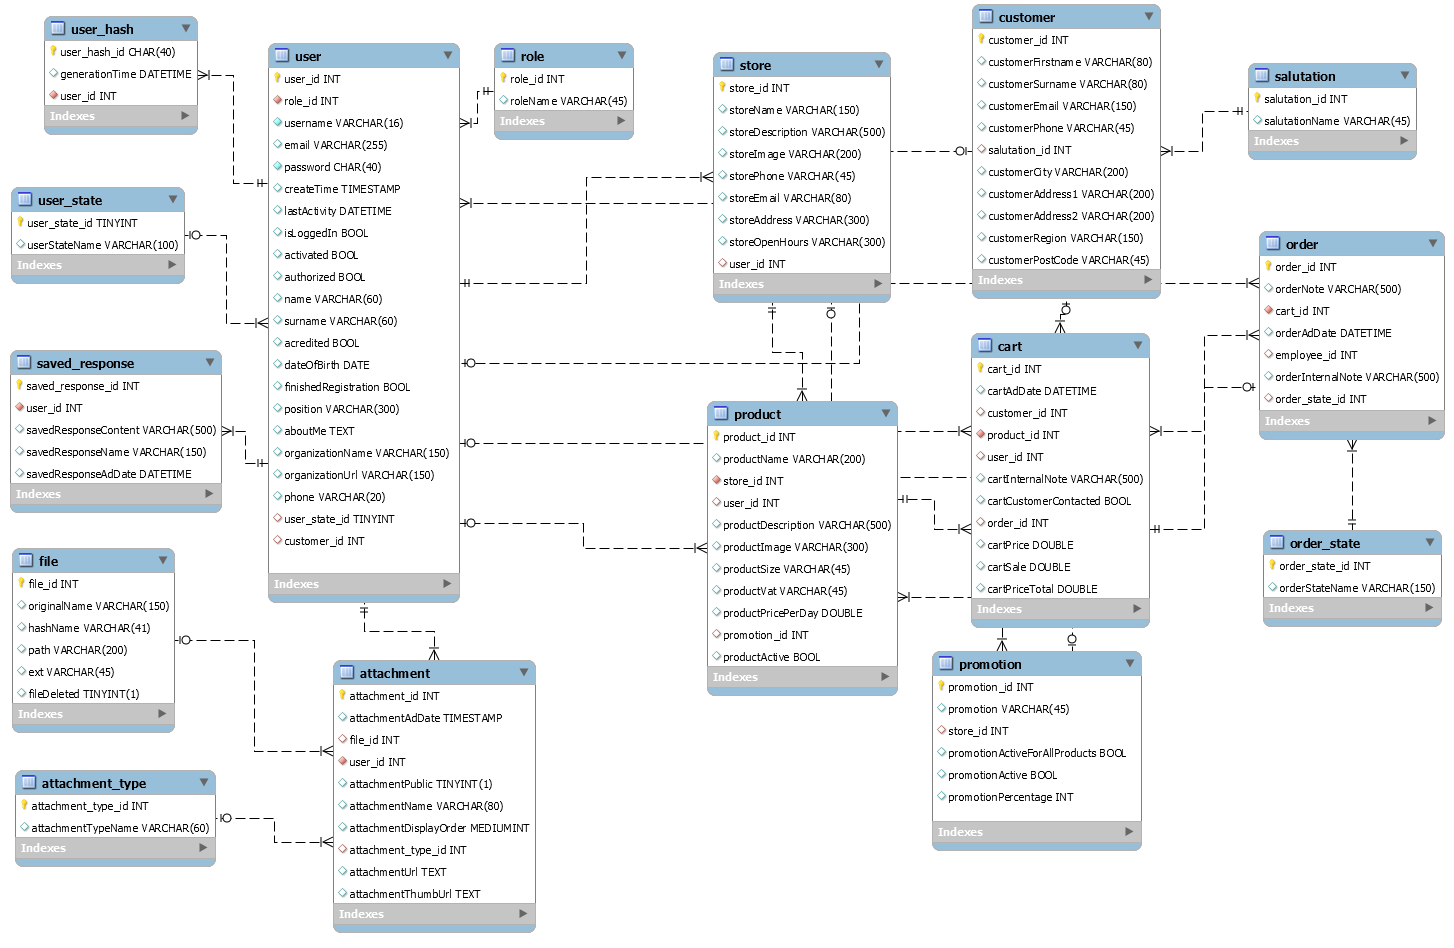 user_hash
user_hash_id CHAR(40)
generationTime DATETIME
user_id INT
Indexes
user_state
user_state_id TINYINT
userStateName VARCHAR(100)
Indexes
saved_response
saved_response_id INT
user_id INT
savedResponseContent VARCHAR(500)
savedResponseName VARCHAR(150)
savedResponseAdDate DATETIME
Indexes
file
file_id INT
originalName VARCHAR(150)
hashName VARCHAR(41)
path VARCHAR(200)
ext VARCHAR(45)
fileDeleted TINYINT(1)
Indexes
attachment_type
attachment_type_id INT
attachmentTypeName VARCHAR(60)
Indexes
user
user_id INT
role_id INT
username VARCHAR(16)
email VARCHAR(255)
password CHAR(40)
createTime TIMESTAMP
lastActivity DATETIME
isLoggedIn BOOL
activated BOOL
authorized BOOL
name VARCHAR(60)
surname VARCHAR(60)
acredited BOOL
dateOfBirth DATE
finishedRegistration BOOL
position VARCHAR(300)
aboutMe TEXT
organizationName VARCHAR(150)
organizationUrl VARCHAR(150)
phone VARCHAR(20)
user_state_id TINYINT
customer_id INT
Indexes
attachment
attachment_id INT
attachmentAdDate TIMESTAMP
file_id INT
user_id INT
attachmentPublic TINYINT(1)
attachmentName VARCHAR(80)
attachmentDisplayOrder MEDIUMINT
attachment_type_id INT
attachmentUrl TEXT
attachmentThumbUrl TEXT
Indexes
role
role_id INT
roleName VARCHAR(45)
Indexes
store
store_id INT
storeName VARCHAR(150)
storeDescription VARCHAR(500)
storeImage VARCHAR(200)
storePhone VARCHAR(45)
storeEmail VARCHAR(80)
storeAddress VARCHAR(300)
storeOpenHours VARCHAR(300)
user_id INT
Indexes
product
product_id INT
productName VARCHAR(200)
store_id INT
user_id INT
productDescription VARCHAR(500)
productImage VARCHAR(300)
productSize VARCHAR(45)
productVat VARCHAR(45)
productPricePerDay DOUBLE
promotion_id INT
productActive BOOL
Indexes
customer
customer_id INT
customerFirstname VARCHAR(80)
customerSurname VARCHAR(80)
customerEmail VARCHAR(150)
customerPhone VARCHAR(45)
salutation_id INT
customerCity VARCHAR(200)
customerAddress1 VARCHAR(200)
customerAddress2 VARCHAR(200)
customerRegion VARCHAR(150)
customerPostCode VARCHAR(45)
Indexes
cart
cart_id INT
cartAdDate DATETIME
customer_id INT
product_id INT
user_id INT
cartInternalNote VARCHAR(500)
cartCustomerContacted BOOL
order_id INT
cartPrice DOUBLE
cartSale DOUBLE
cartPriceTotal DOUBLE
Indexes
promotion
promotion_id INT
promotion VARCHAR(45)
store_id INT
promotionActiveForAllProducts BOOL
promotionActive BOOL
promotionPercentage INT
Indexes
salutation
salutation_id INT
salutationName VARCHAR(45)
Indexes
order
order_id INT
orderNote VARCHAR(500)
cart_id INT
orderAdDate DATETIME
employee_id INT
orderInternalNote VARCHAR(500)
order_state_id INT
Indexes
order_state
order_state_id INT
orderStateName VARCHAR(150)
Indexes